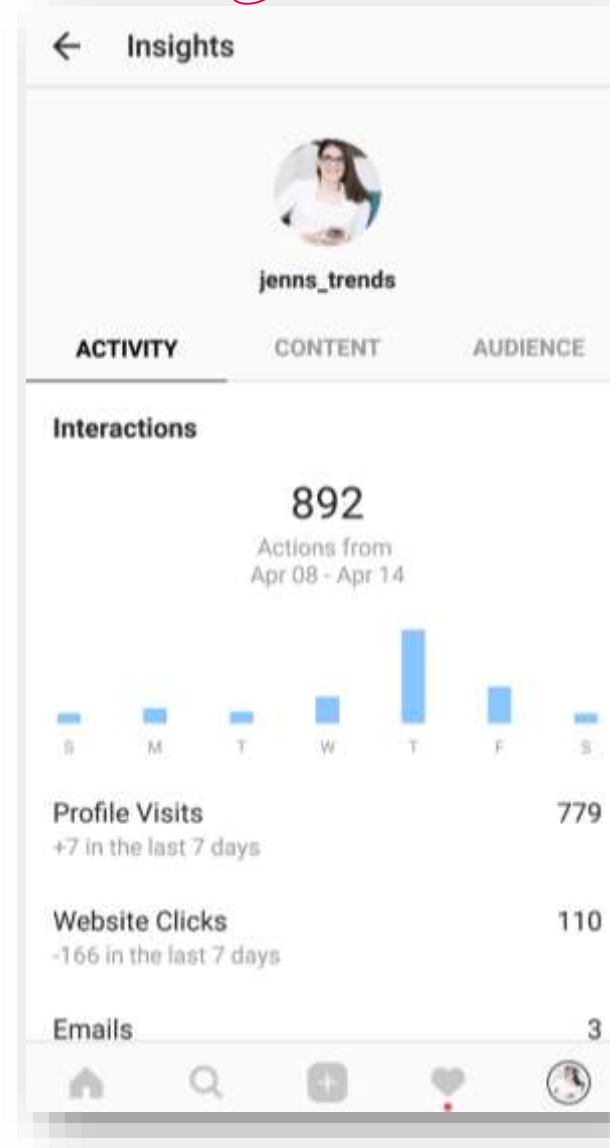 Insights
jenns_trends
ACTIVITY CONTENT AUDIENCE
Interactions
892
Actions from
Apr 08 - Apr 14
S M T W T F S
Profile Visits 779
+7 in the last 7 days
Website Clicks 110
-166 in the last 7 days
Emails 3